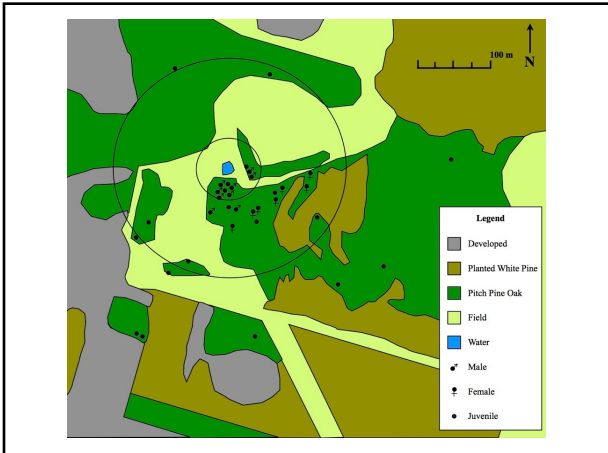 100 m
N
Legend
Developed
Planted White Pine
Pitch Pine Oak
Field
Water
Male
Female
Juvenile